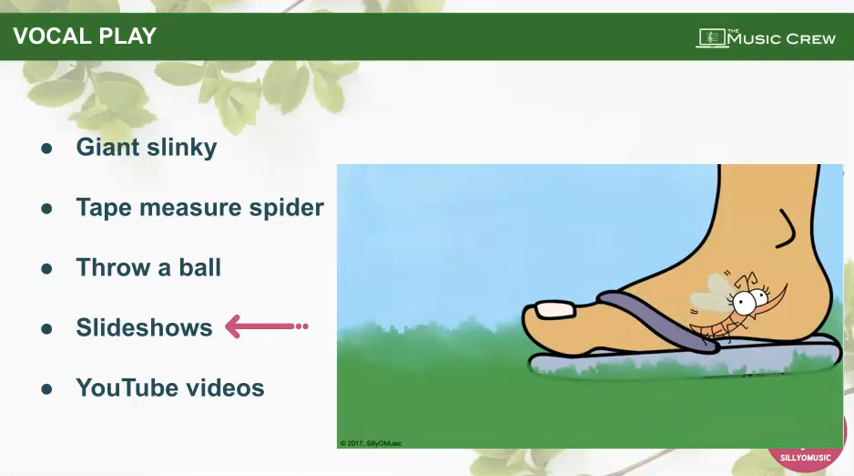 VOCAL PLAY
THE
MUSIC CREW
Giant slinky
Tape measure spider
Throw a ball
Slideshows
YouTube videos
© 2017, SillyOMusic
SILLYOMUSIC